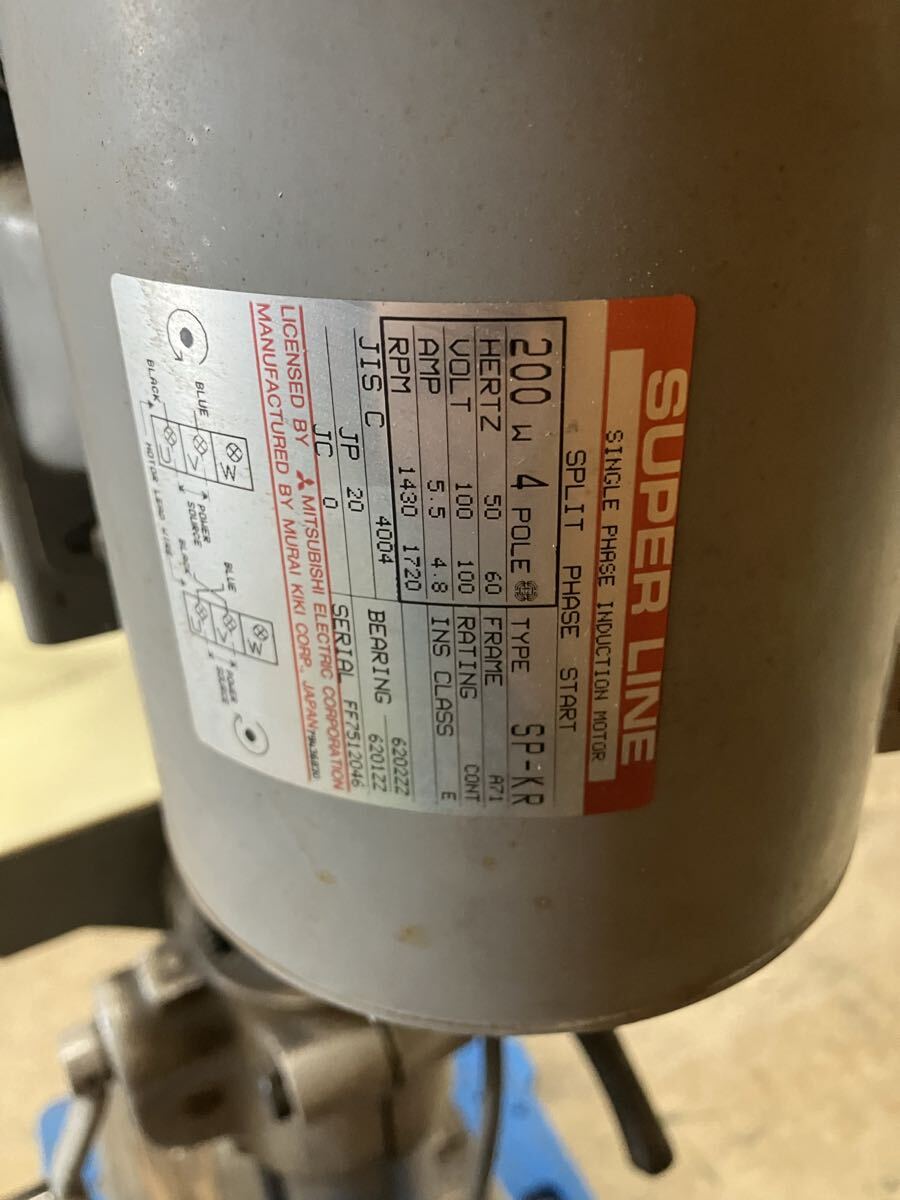 SUPER LINE
SINGLE PHASE INDUCTION MOTOR
SPLIT PHASE START
200 W 4 POLE TYPE SP-KR
HERTZ 50 60 FRAME A71
VOLT 100 100 RATING CONT
AMP 5.5 4.8 INS CLASS E
RPM 1430 1720
JIS C 4004 BEARING 6202ZZ
6201ZZ
JP 20 SERIAL FF7512046
JC 0
LICENSED BY MITSUBISHI ELECTRIC CORPORATION
MANUFACTURED BY MURAI KIKI CORP., JAPAN
BLUE
BLACK
POWER
SOURCE
MOTOR LEAD WIRE
BLUE
BLACK
POWER
SOURCE